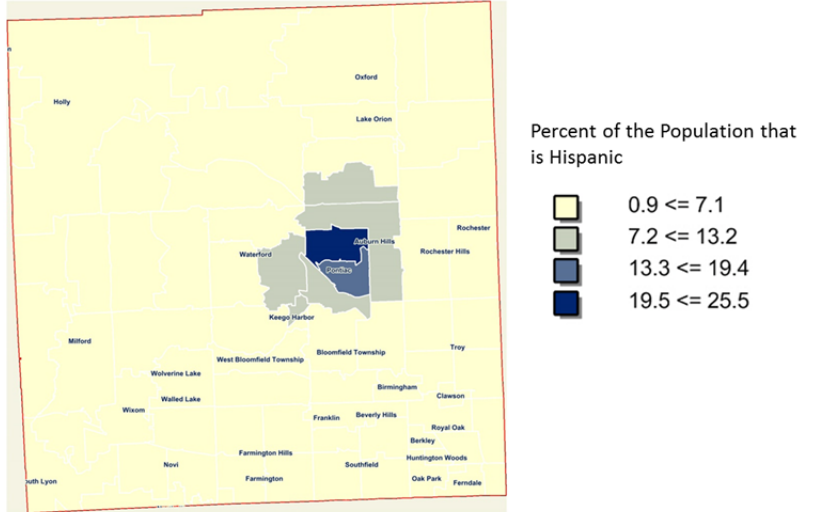 Oxford
Holly
Lake Orion
Percent of the Population that
is Hispanic
0.9 <= 7.1
7.2 <= 13.2
13.3 <= 19.4
19.5 <= 25.5
Rochester
Auburn Hills
Rochester Hills
Waterford
Pontiac
Keego Harbor
Milford
Troy
Bloomfield Township
West Bloomfield Township
Wolverine Lake
Birmingham
Clawson
Walled Lake
Wixom
Franklin
Beverly Hills
Royal Oak
Berkley
Farmington Hills
Huntington Woods
Novi
Southfield
uth Lyon
Farmington
Oak Park
Ferndale